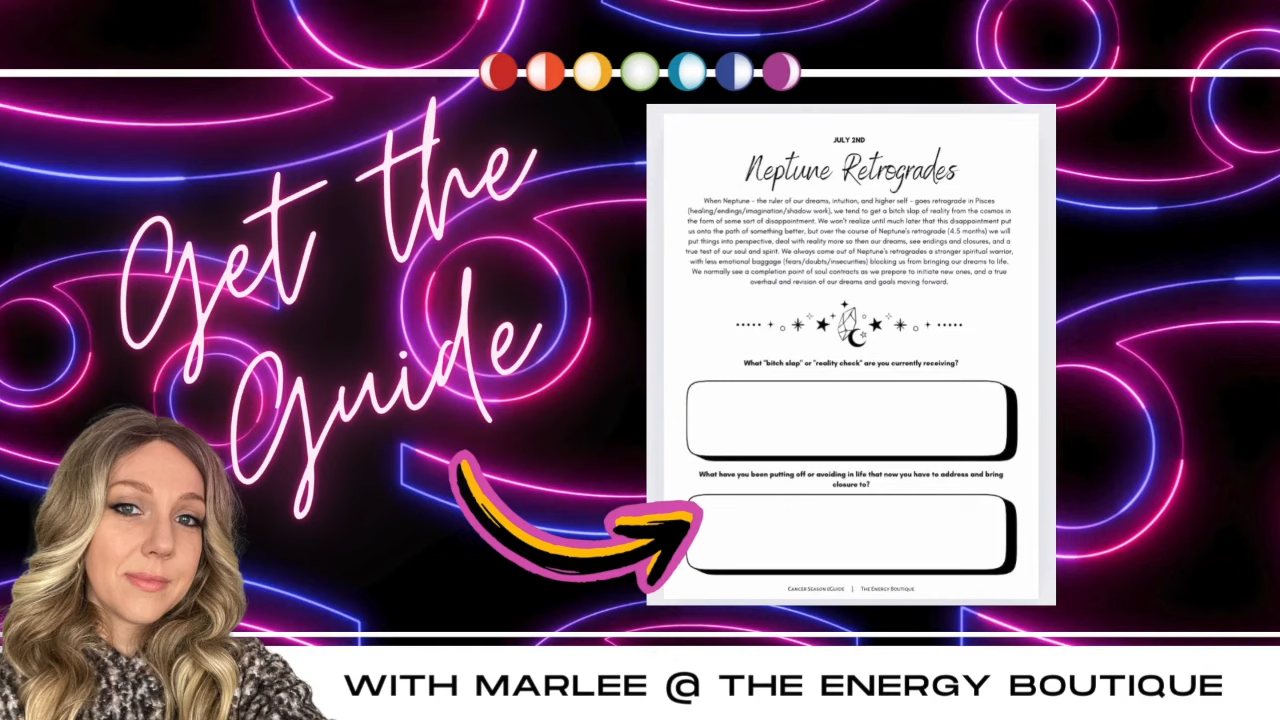 Get the
Guide
JULY 2ND
Neptune Retrogrades
When Neptune - the ruler of our dreams, intuition, and higher self - goes retrograde in Pisces
(healing/endings/imagination/shadow work), we tend to get a bitch slap of reality from the cosmos in
the form of some sort of disappointment. We won't realize until much later that this disappointment put
us onto the path of something better, but over the course of Neptune's retrograde (4.5 months) we will
put things into perspective, deal with reality more so then our dreams, see endings and closures, and a
true test of our soul and spirit. We always come out of Neptune's retrogrades a stronger spiritual warrior,
with less emotional baggage (fears/doubts/insecurities) blocking us from bringing our dreams to life.
We normally see a completion point of soul contracts as we prepare to initiate new ones, and a true
overhaul and revision of our dreams and goals moving forward.
What "bitch slap" or "reality check" are you currently receiving?
What have you been putting off or avoiding in life that now you have to address and bring
closure to?
Cancer Season eGuide | The Energy Boutique
WITH MARLEE @ THE ENERGY BOUTIQUE